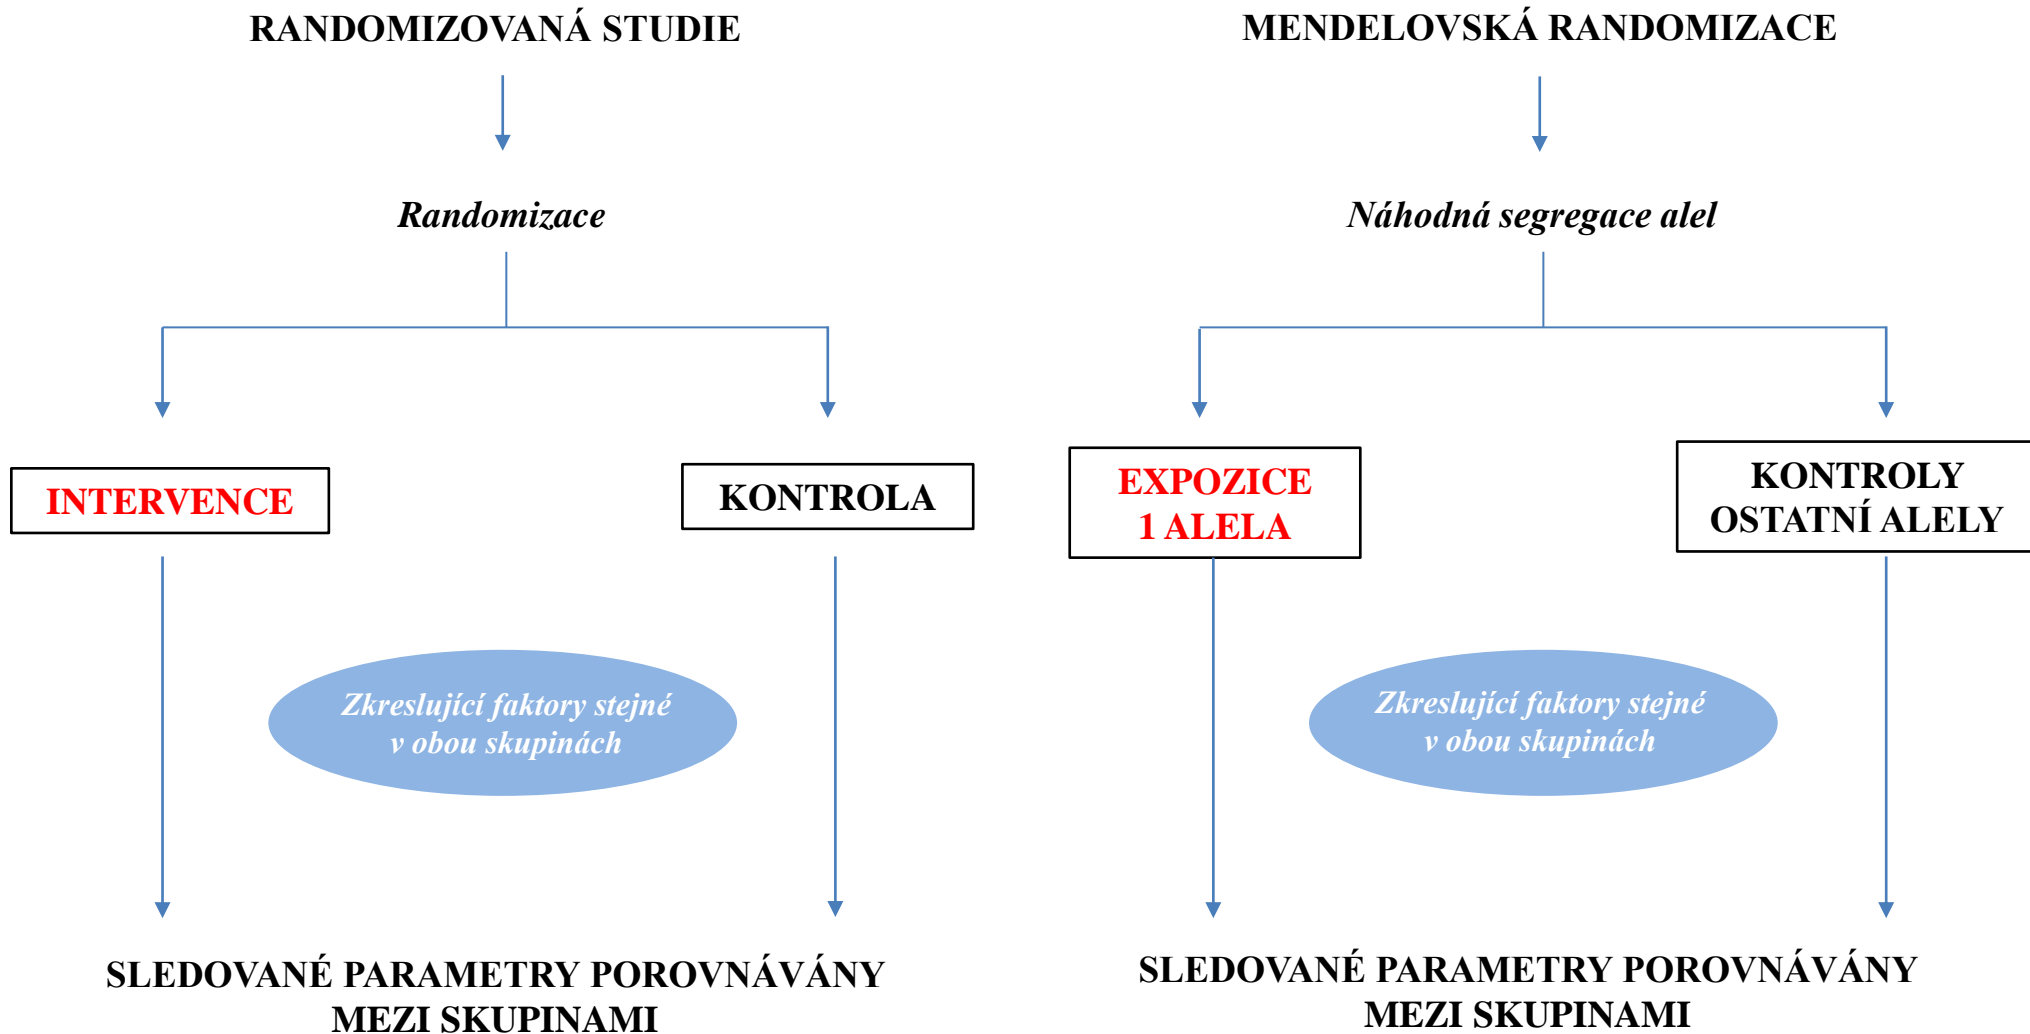 RANDOMIZOVANÁ STUDIE
Randomizace
INTERVENCE
KONTROLA
Zkreslující faktory stejné
v obou skupinách
SLEDOVANÉ PARAMETRY POROVNÁVÁNY
MEZI SKUPINAMI
MENDELOVSKÁ RANDOMIZACE
Náhodná segregace alel
EXPOZICE
1 ALELA
KONTROLY
OSTATNÍ ALELY
Zkreslující faktory stejné
v obou skupinách
SLEDOVANÉ PARAMETRY POROVNÁVÁNY
MEZI SKUPINAMI